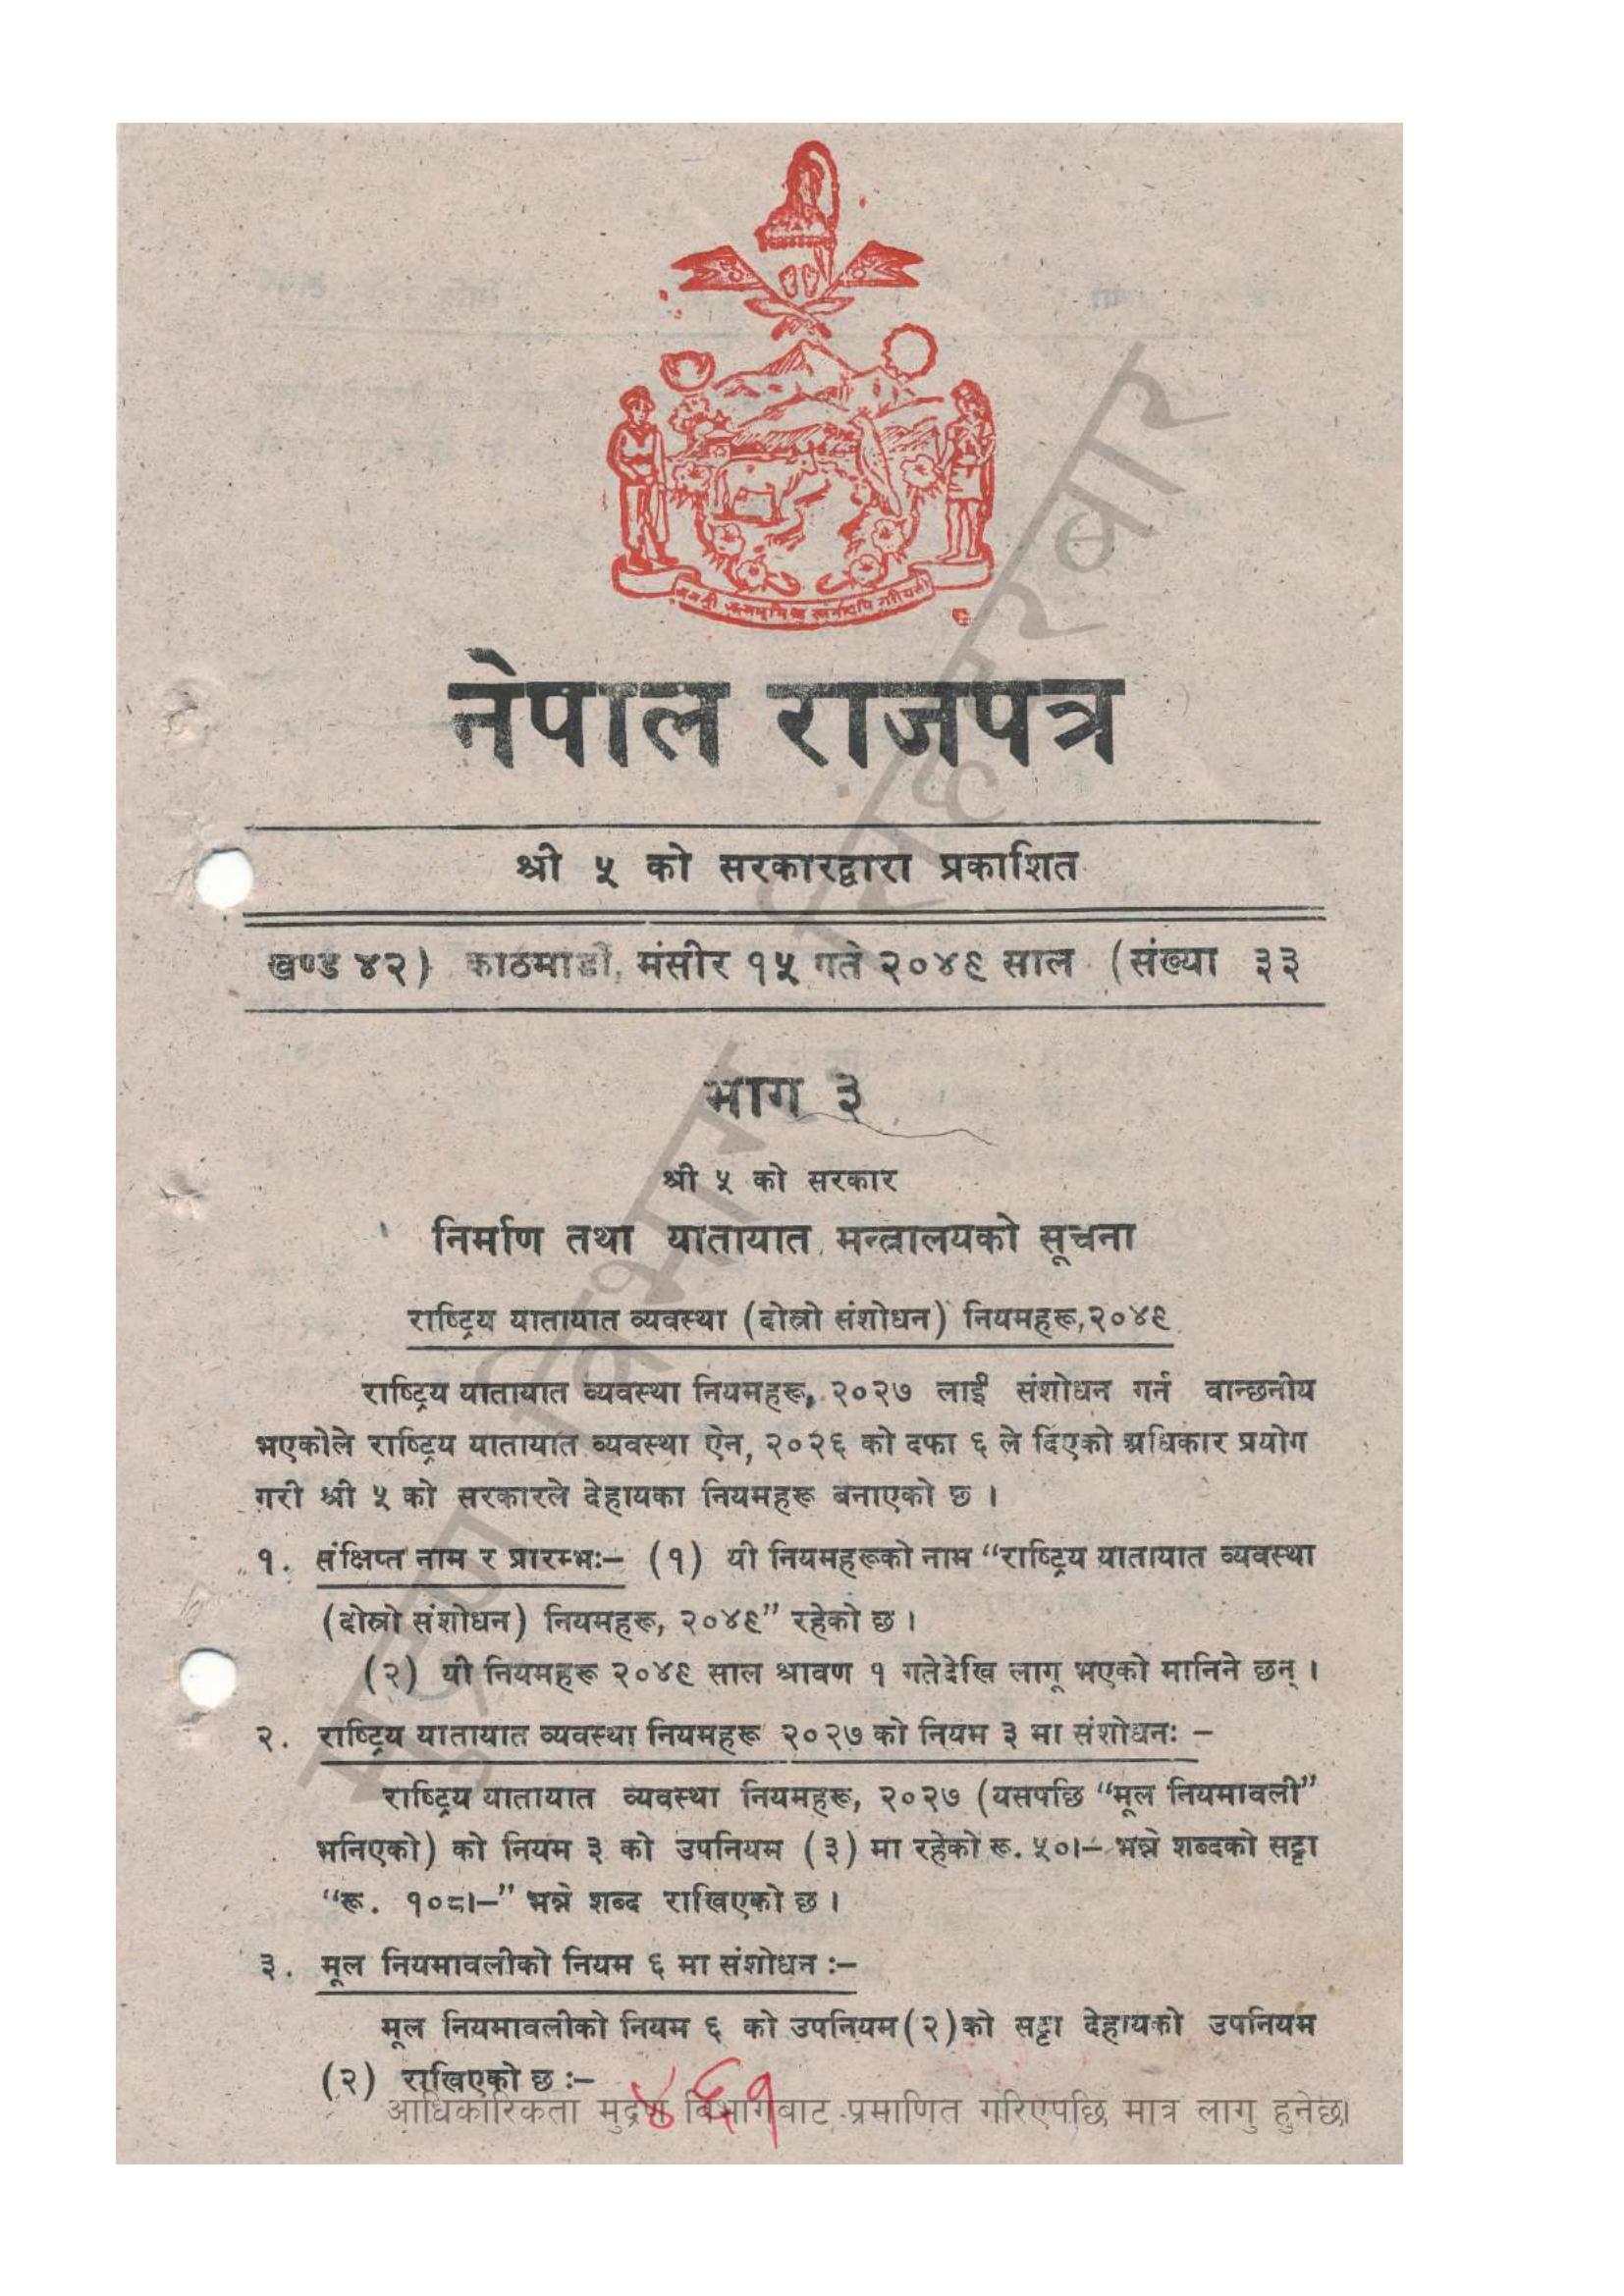 नेपाल राजपत्र
श्री ५ को सरकारद्वारा प्रकाशित
खण्ड ४२) काठमाडौं, मंसीर १५ गते २०४९ साल (संख्या ३३
भाग ३
श्री ५ को सरकार
निर्माण तथा यातायात मन्त्रालयको सूचना
राष्ट्रिय यातायात व्यवस्था (दोस्रो संशोधन) नियमहरू,२०४९
राष्ट्रिय यातायात व्यवस्था नियमहरू, २०२७ लाई संशोधन गर्न वान्छनीय
भएकोले राष्ट्रिय यातायात व्यवस्था ऐन, २०२६ को दफा ६ ले दिएको अधिकार प्रयोग
गरी श्री ५ को सरकारले देहायका नियमहरू बनाएको छ ।
१. संक्षिप्त नाम र प्रारम्भः– (१) यी नियमहरूको नाम “राष्ट्रिय यातायात व्यवस्था
(दोस्रो संशोधन) नियमहरू, २०४९” रहेको छ ।
(२) यी नियमहरू २०४९ साल श्रावण १ गतेदेखि लागू भएको मानिने छन् ।
२. राष्ट्रिय यातायात व्यवस्था नियमहरू २०२७ को नियम ३ मा संशोधनः –
राष्ट्रिय यातायात व्यवस्था नियमहरू, २०२७ (यसपछि “मूल नियमावली”
भनिएको) को नियम ३ को उपनियम (३) मा रहेको रू. ५०।– भन्ने शब्दको सट्टा
“रू. १०८।–” भन्ने शब्द राखिएको छ ।
३. मूल नियमावलीको नियम ६ मा संशोधन :–
मूल नियमावलीको नियम ६ को उपनियम(२)को सट्टा देहायको उपनियम
(२) राखिएको छ :–
४६१
आधिकारिकता मुद्रण विभागबाट प्रमाणित गरिएपछि मात्र लागु हुनेछ।